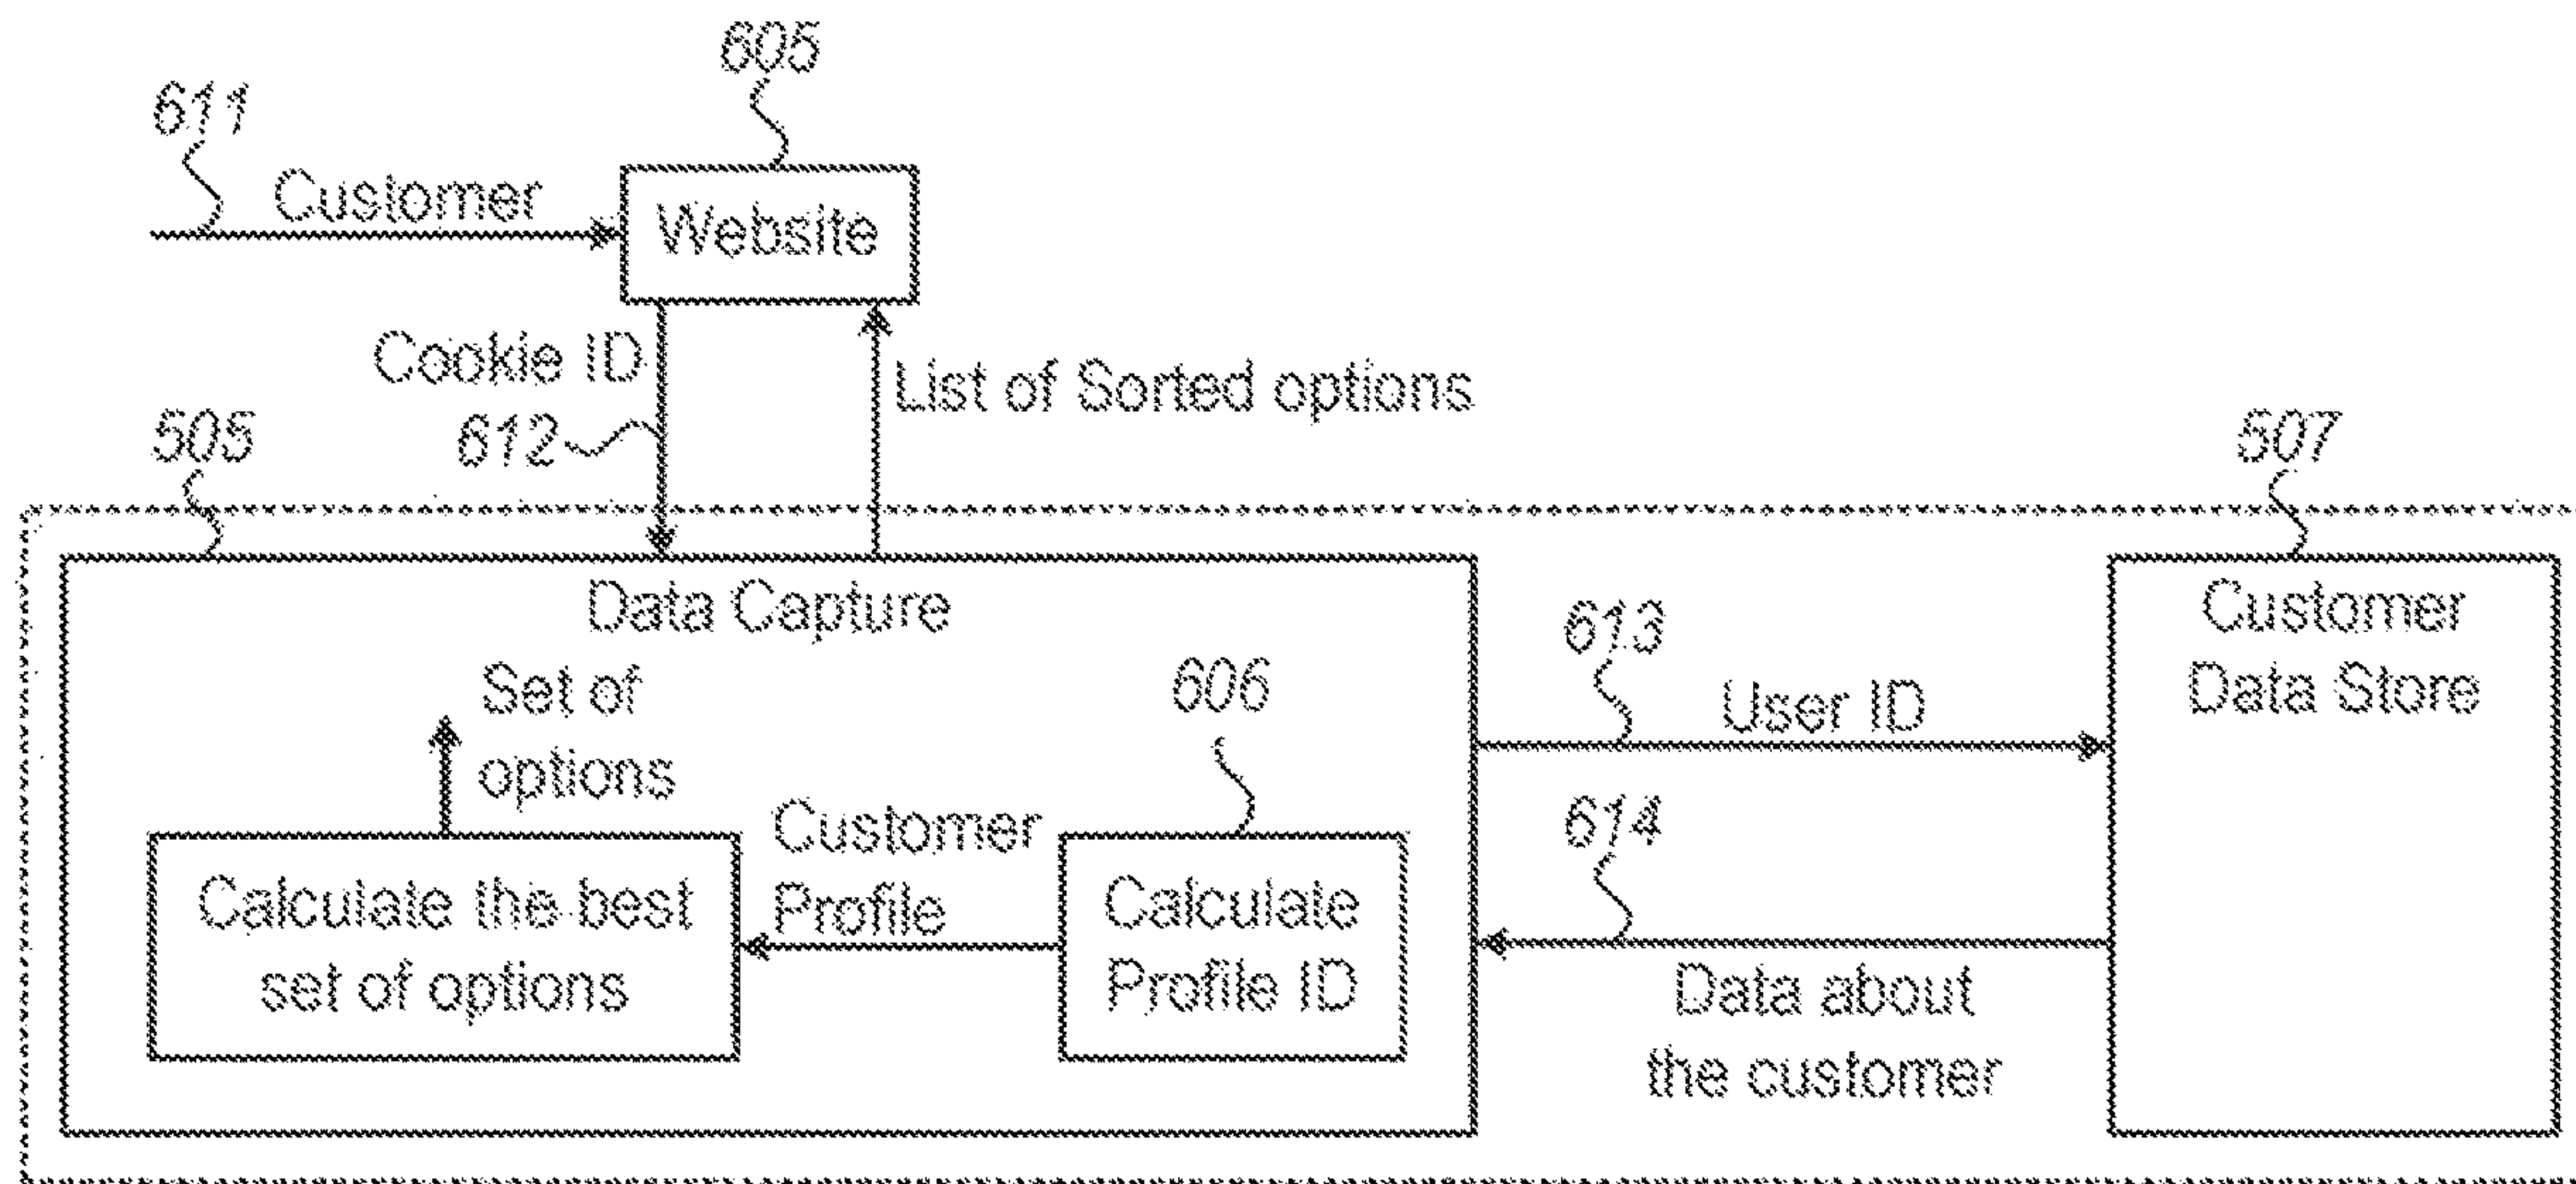 605
611
Customer
Website
Cookie ID
List of Sorted options
505
612
507
Data Capture
Customer
Data Store
Set of
options
606
613
User ID
614
Customer
Profile
Calculate the best
set of options
Calculate
Profile ID
Data about
the customer